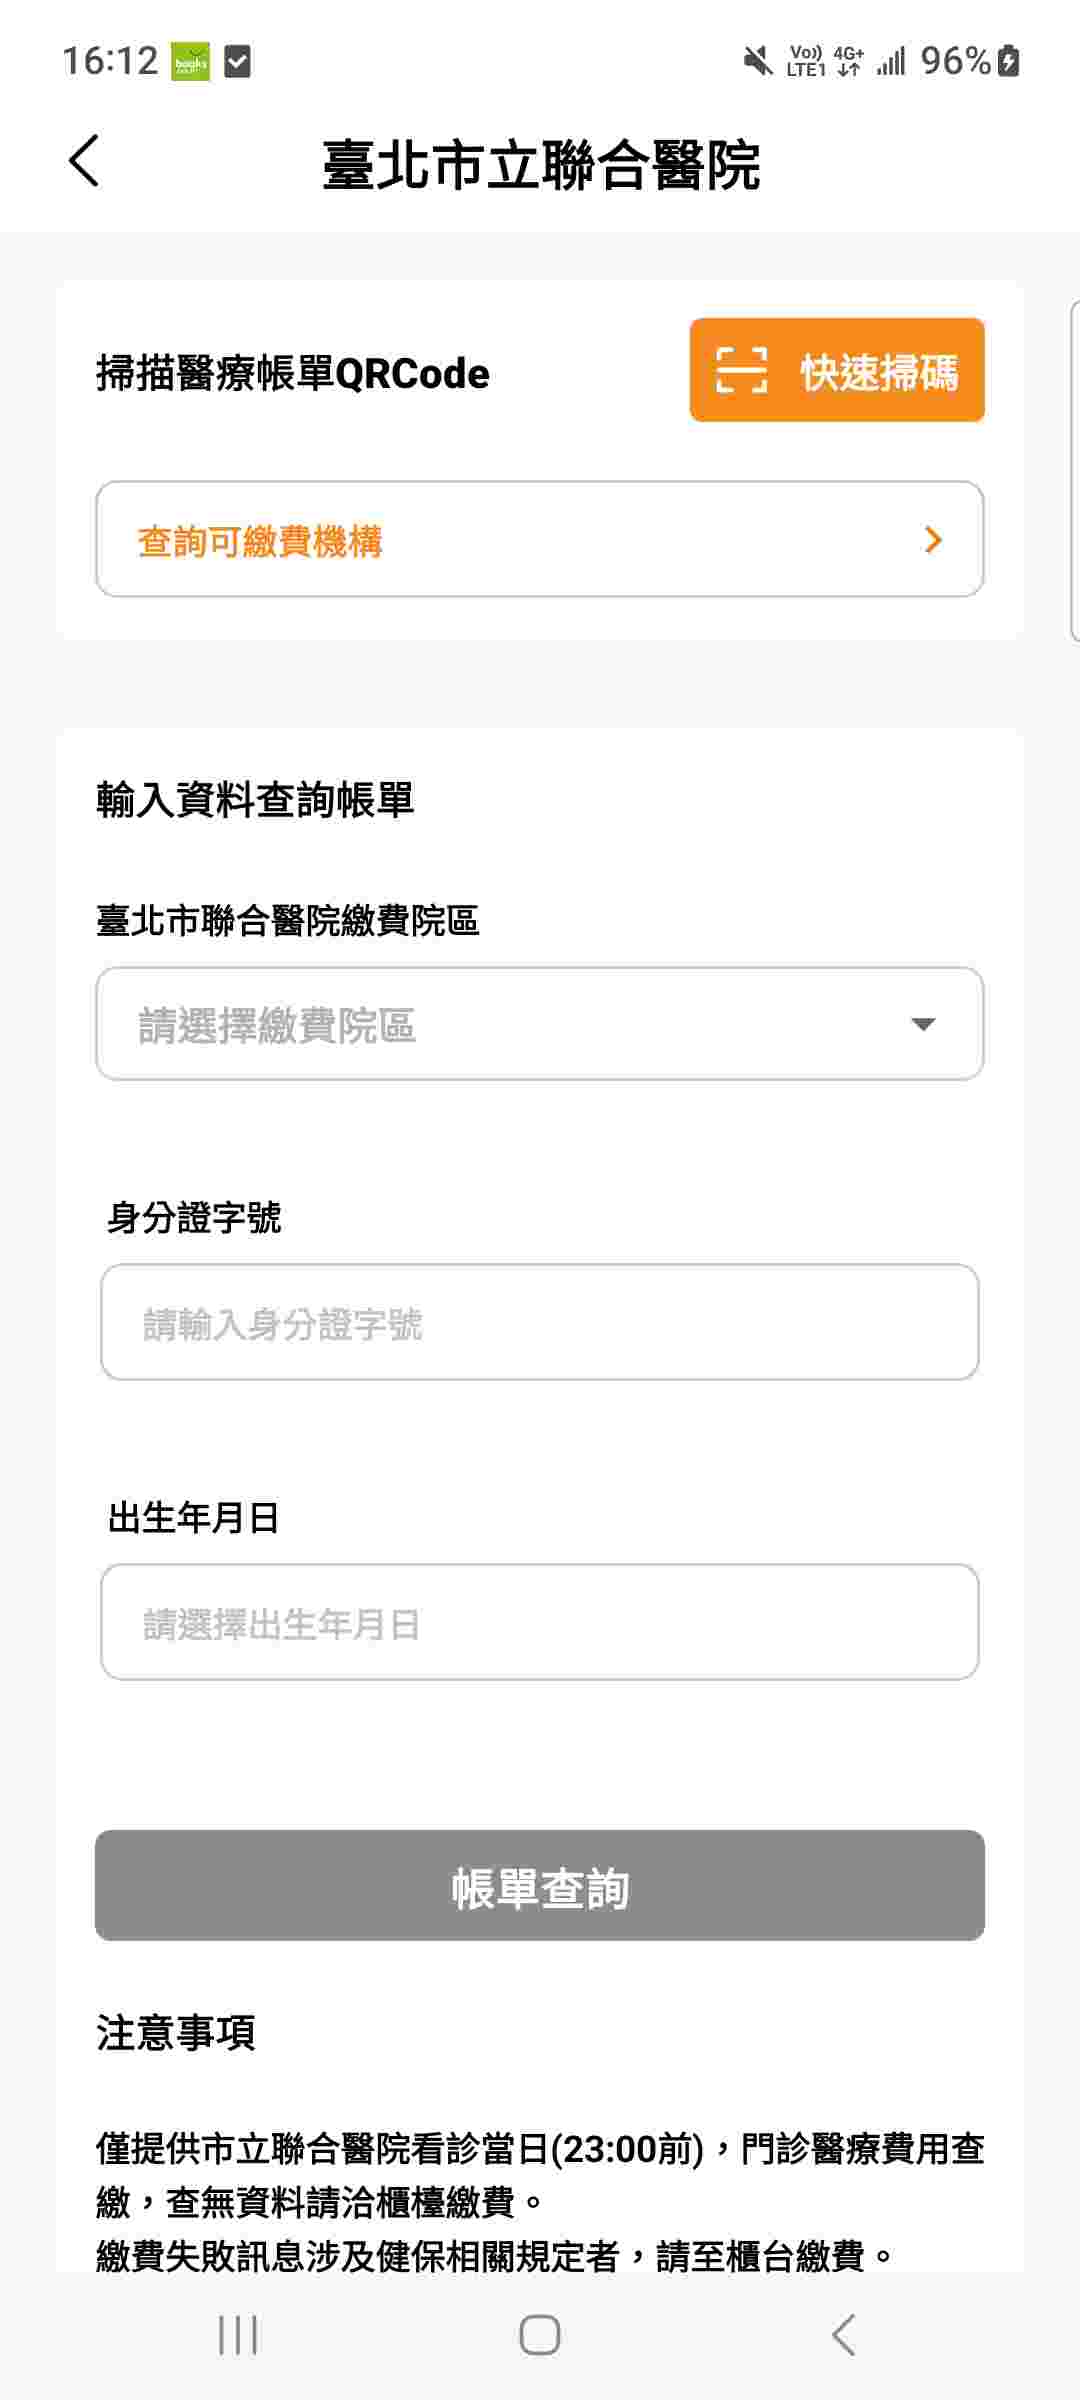 16:12 books Vo)) LTE1 4G+ 96%
臺北市立聯合醫院
掃描醫療帳單QRCode
快速掃碼
查詢可繳費機構
輸入資料查詢帳單
臺北市聯合醫院繳費院區
請選擇繳費院區
身分證字號
請輸入身分證字號
出生年月日
請選擇出生年月日
帳單查詢
注意事項
僅提供市立聯合醫院看診當日(23:00前)，門診醫療費用查
繳，查無資料請洽櫃檯繳費。
繳費失敗訊息涉及健保相關規定者，請至櫃台繳費。